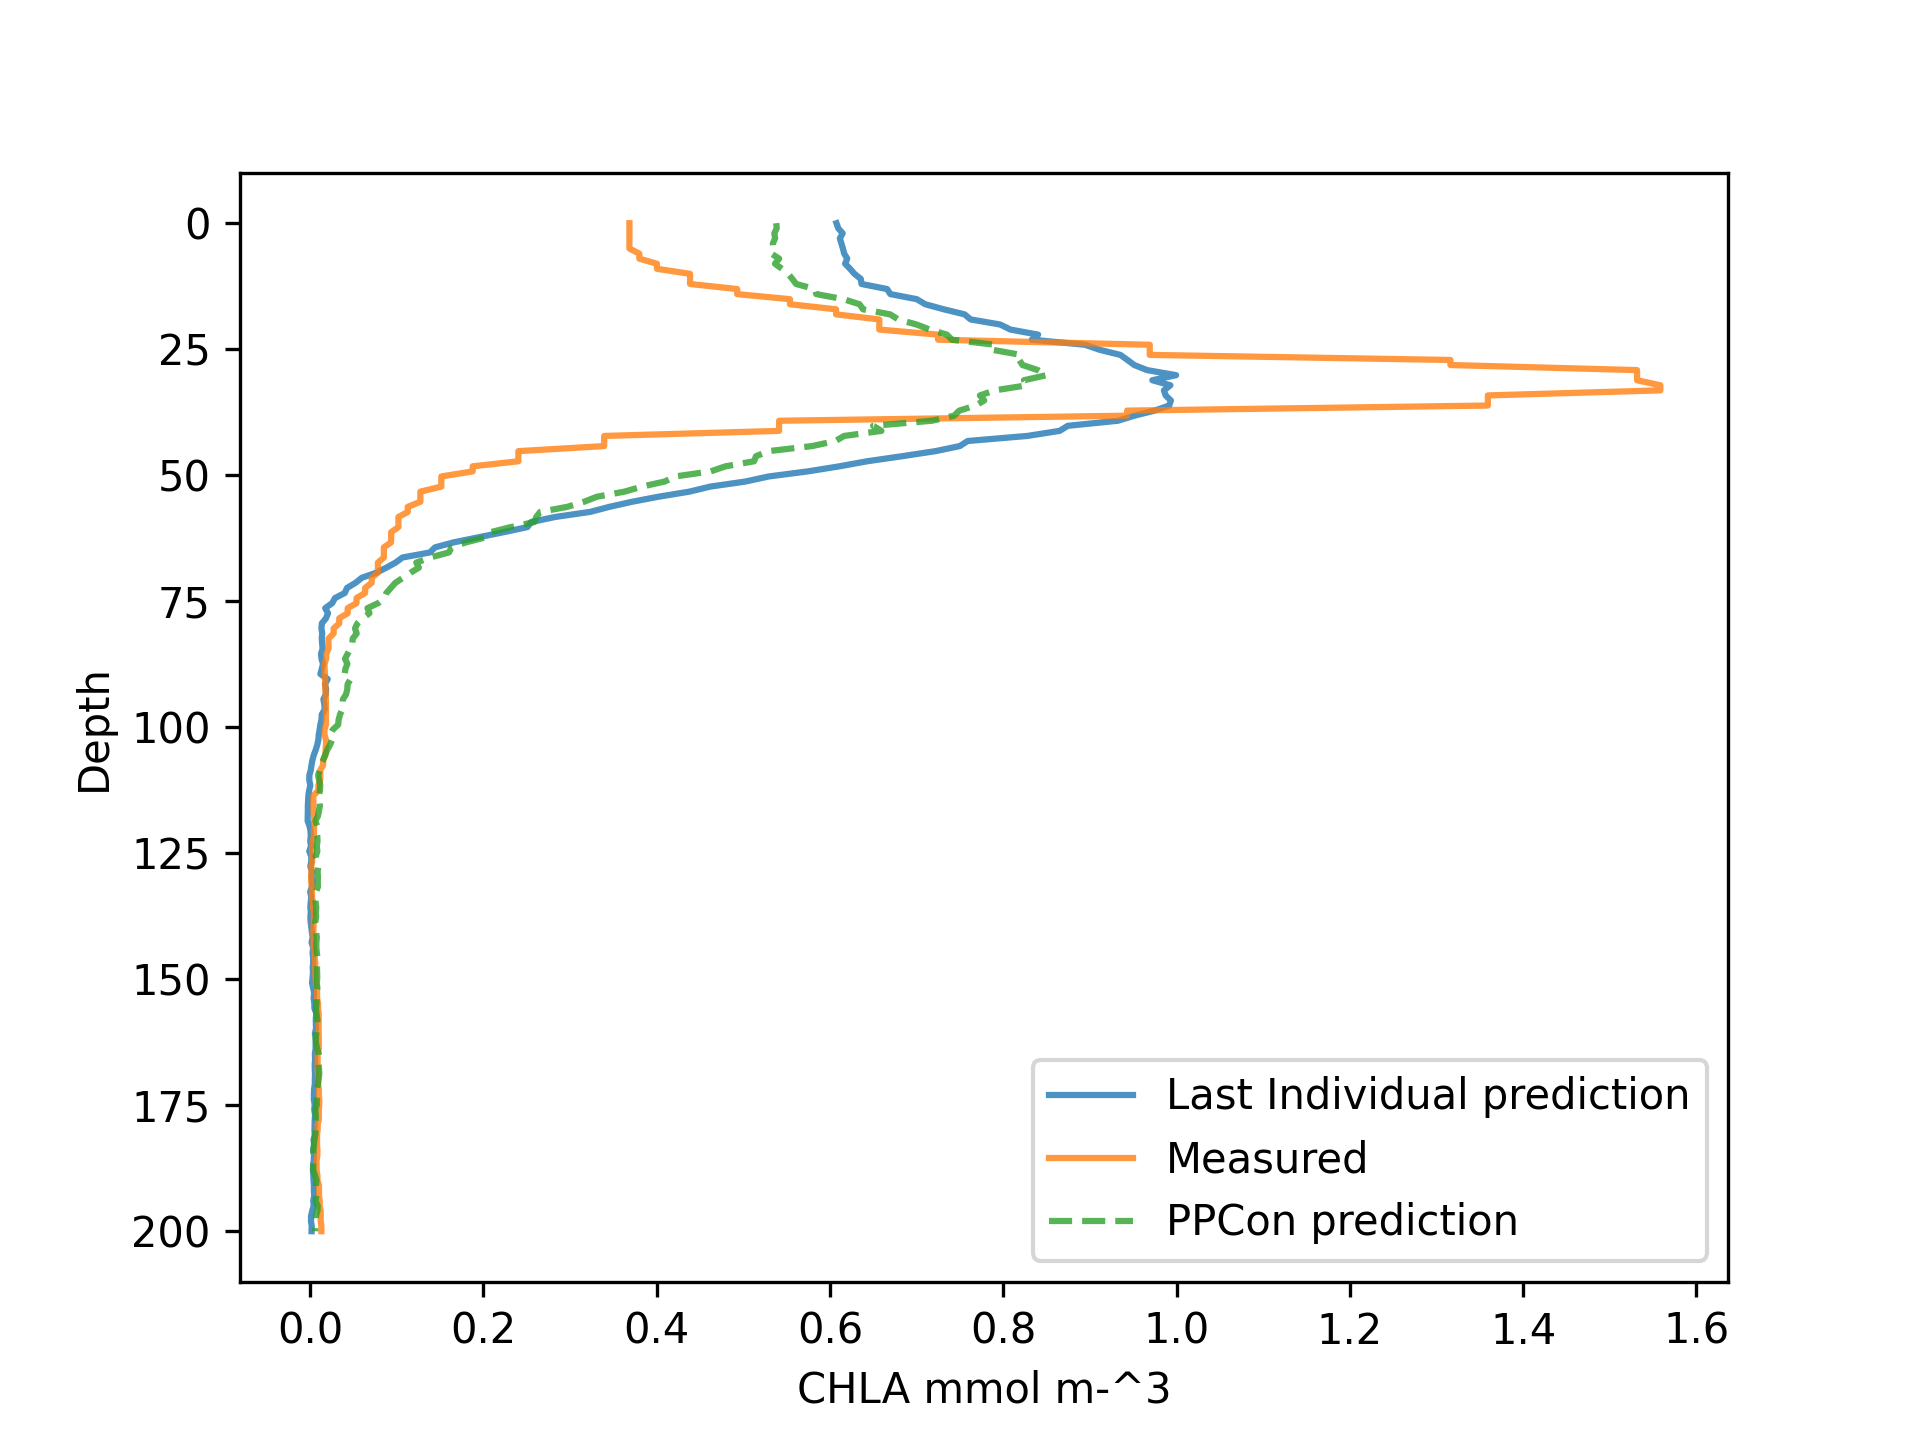 0
25
50
75
100
125
150
175
200
Depth
0.0 0.2 0.4 0.6 0.8 1.0 1.2 1.4 1.6
CHLA mmol m-^3
Last Individual prediction
Measured
PPCon prediction